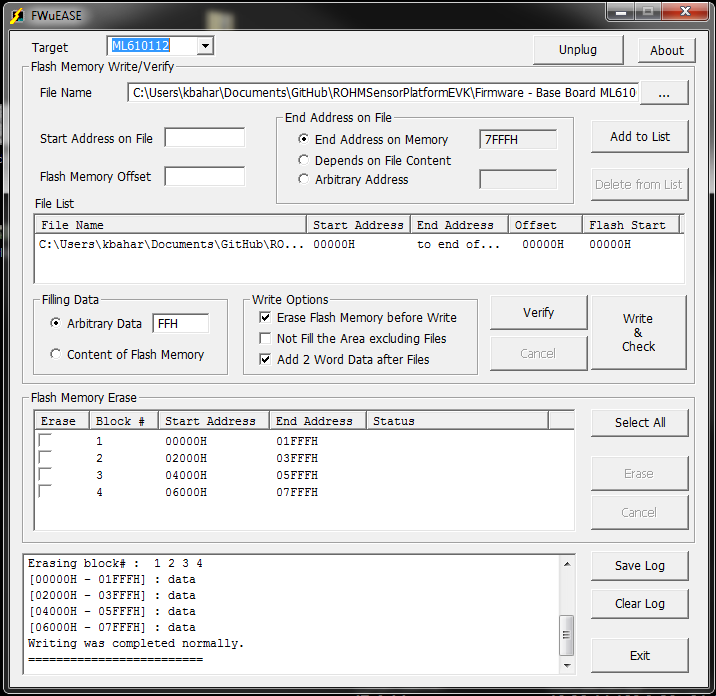 FWuEASE
Target ML610112 Unplug About
Flash Memory Write/Verify
File Name C:\Users\kbahar\Documents\GitHub\ROHMSensorPlatformEVK\Firmware - Base Board ML610 ...
End Address on File
Start Address on File End Address on Memory 7FFFH Add to List
Depends on File Content
Flash Memory Offset Arbitrary Address Delete from List
File List
File Name Start Address End Address Offset Flash Start
C:\Users\kbahar\Documents\GitHub\RO... 00000H to end of... 00000H 00000H
Filling Data Write Options
Arbitrary Data FFH Erase Flash Memory before Write Verify
Not Fill the Area excluding Files
Content of Flash Memory Add 2 Word Data after Files Cancel
Write
&
Check
Flash Memory Erase
Erase Block # Start Address End Address Status Select All
1 00000H 01FFFH
2 02000H 03FFFH
3 04000H 05FFFH Erase
4 06000H 07FFFH
Cancel
Erasing block# : 1 2 3 4 Save Log
[00000H - 01FFFH] : data
[02000H - 03FFFH] : data
[04000H - 05FFFH] : data Clear Log
[06000H - 07FFFH] : data
Writing was completed normally.
========================= Exit